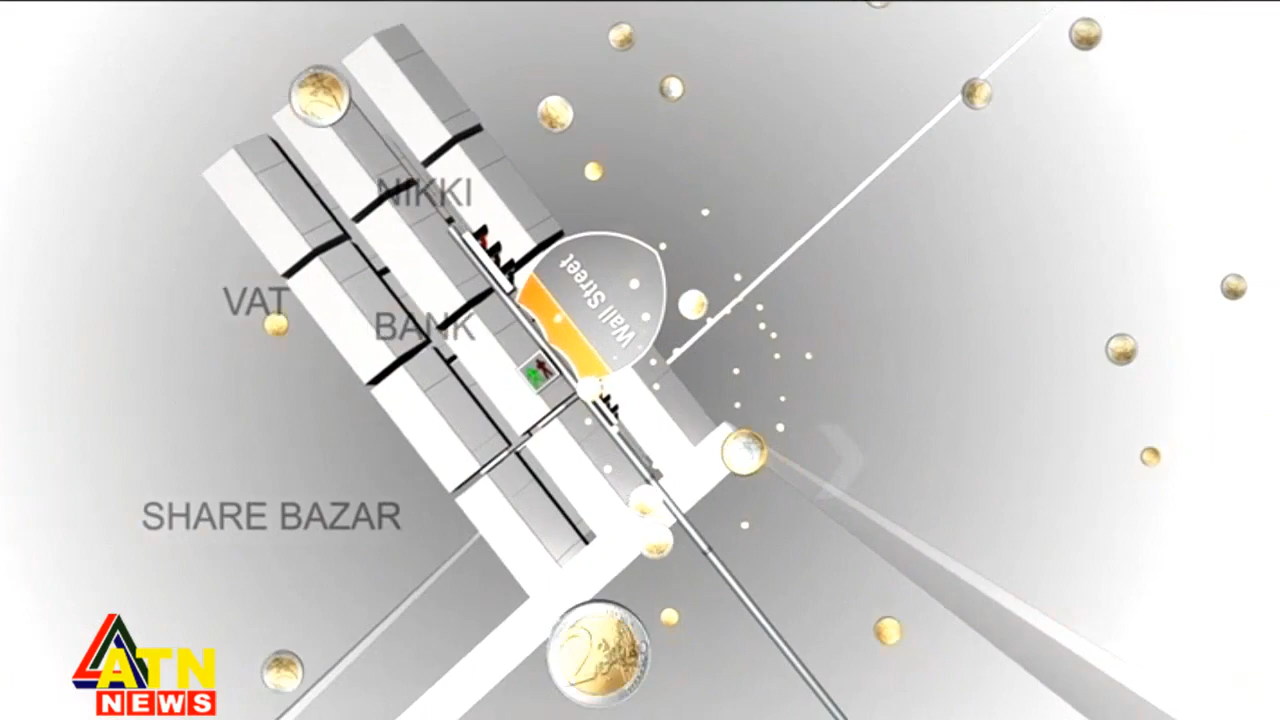 NIKKI
Wall Street
VAT
BANK
SHARE BAZAR
ATN
NEWS